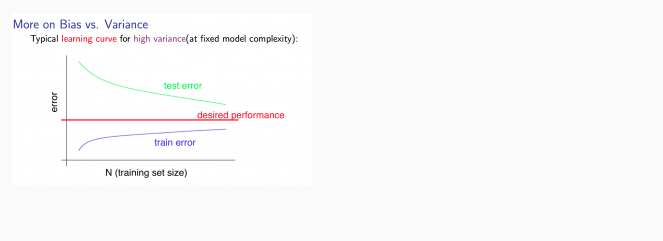 More on Bias vs. Variance
Typical learning curve for high variance(at fixed model complexity):
test error
error
desired performance
train error
N (training set size)